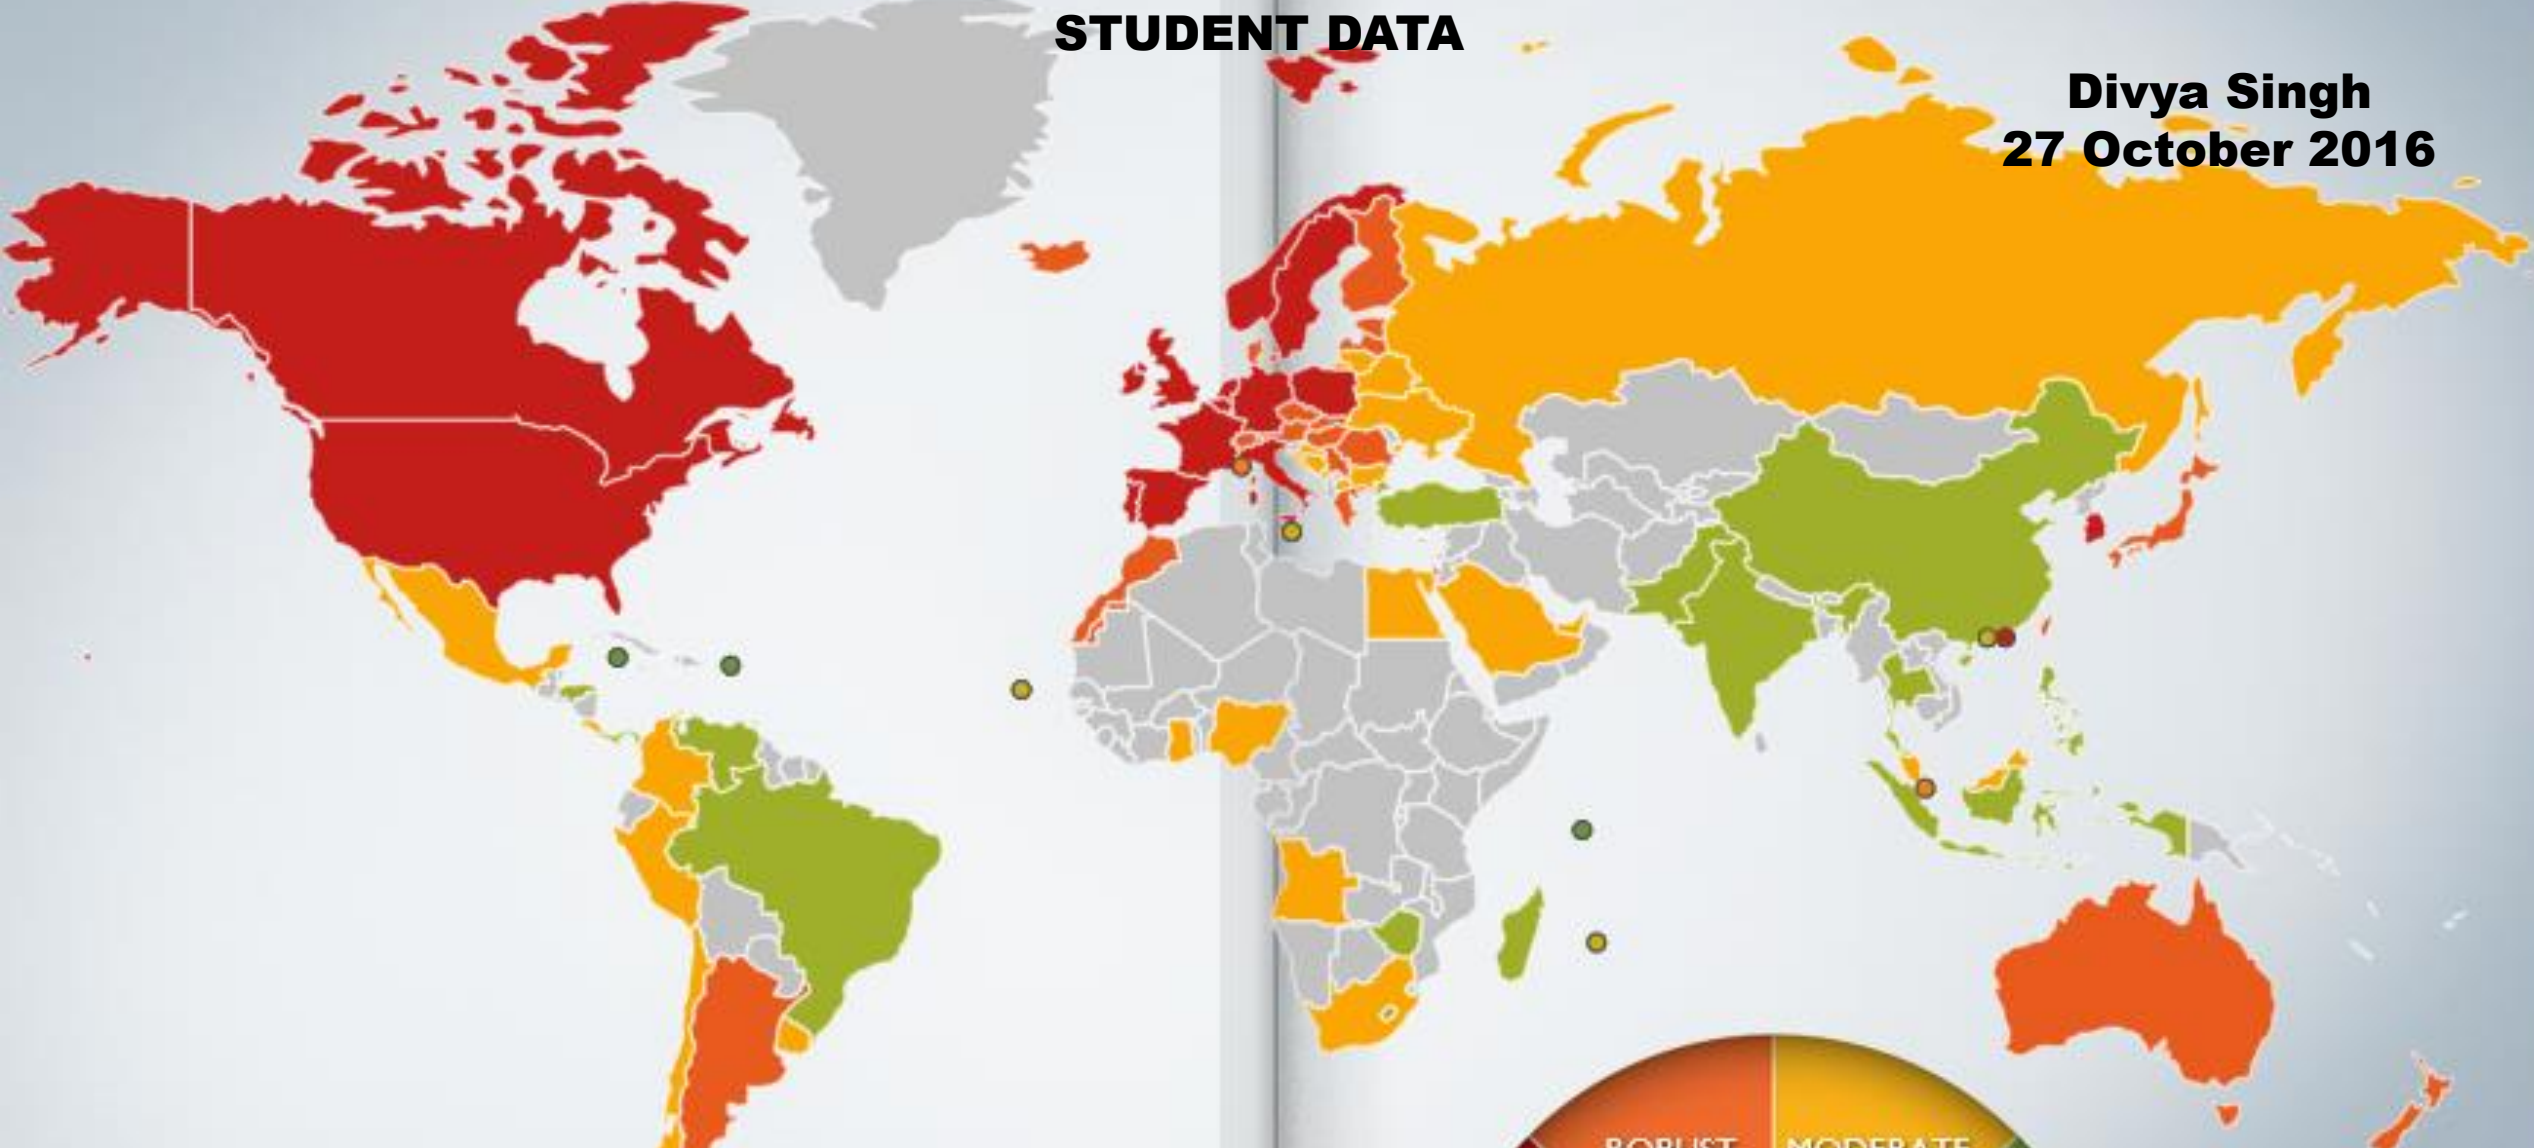 STUDENT DATA
Divya Singh
27 October 2016
ROBUST MODERATE